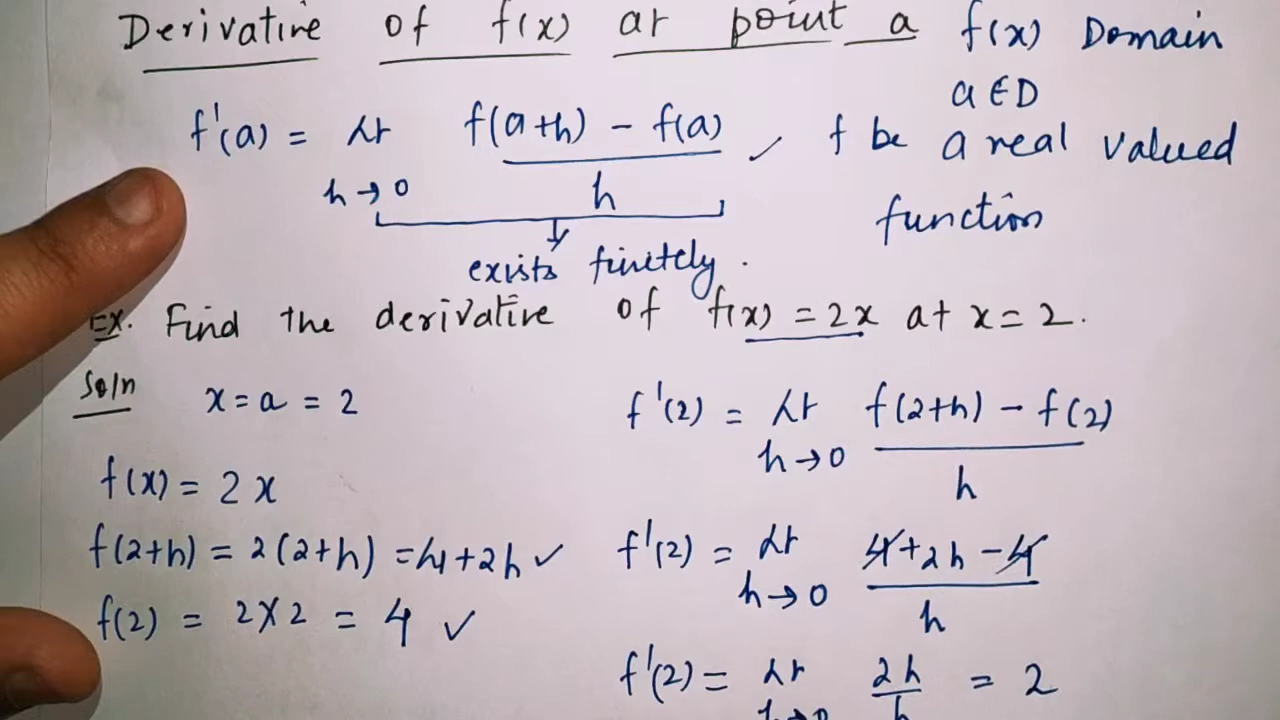 Derivative of f(x) at point a
f(x) Domain
a ∈ D
f be a real valued
function
f'(a) = Lt f(a+h) - f(a) ✓
h→0 h
exists finitely.
Ex. Find the derivative of f(x) = 2x at x = 2.
Soln x = a = 2
f(x) = 2x
f(2+h) = 2(2+h) = 4+2h ✓
f(2) = 2×2 = 4 ✓
f'(2) = Lt f(2+h) - f(2)
h→0 h
f'(2) = Lt 4+2h-4
h→0 h
f'(2) = Lt 2h = 2
h→0 h